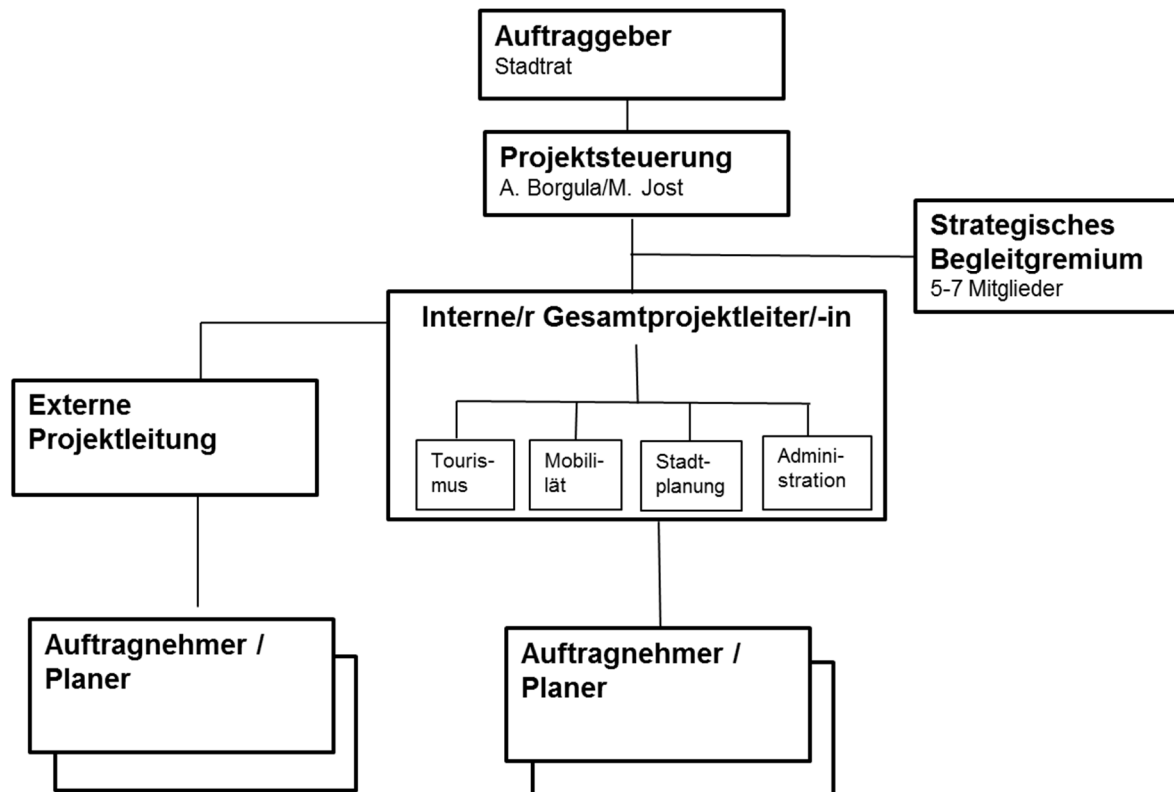 Auftraggeber
Stadtrat
Projektsteuerung
A. Borgula/M. Jost
Strategisches
Begleitgremium
5-7 Mitglieder
Interne/r Gesamtprojektleiter/-in
Externe
Projektleitung
Touris-
mus
Mobili-
lät
Stadt-
planung
Admini-
stration
Auftragnehmer /
Planer
Auftragnehmer /
Planer